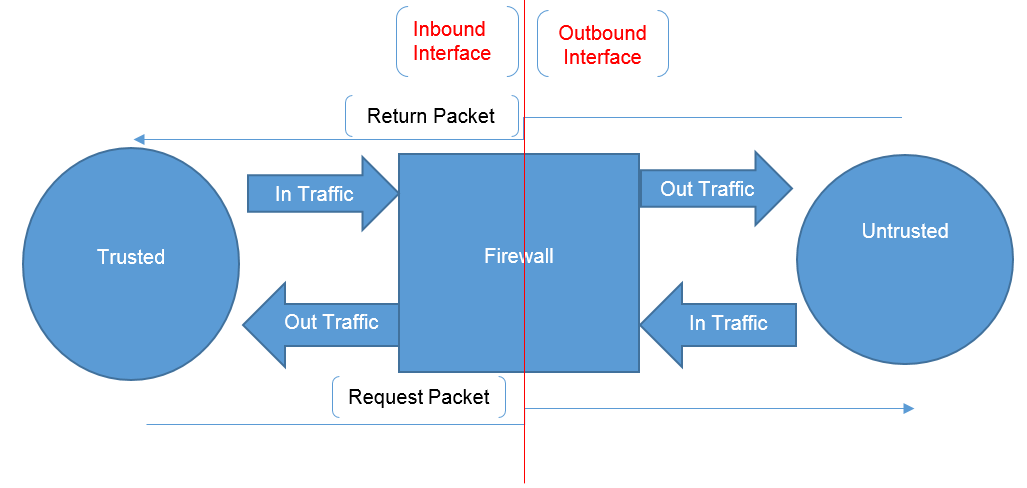 Inbound
Interface
Outbound
Interface
Return Packet
In Traffic
Out Traffic
Trusted
Firewall
Untrusted
Out Traffic
In Traffic
Request Packet